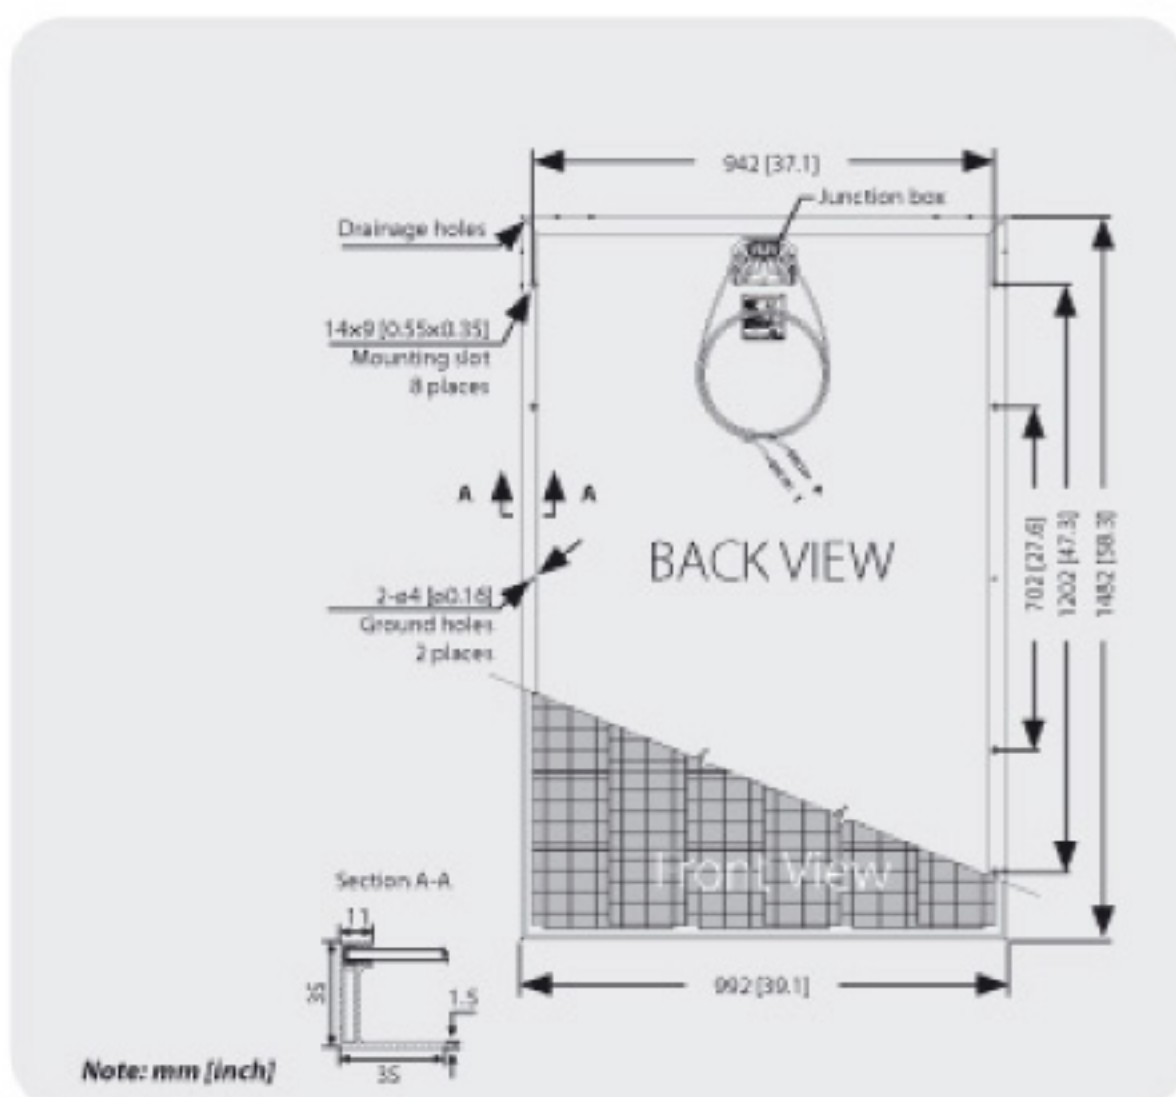 942 [37.1]
Junction box
Drainage holes
14x9 [0.55x0.35]
Mounting slot
8 places
A
A
BACK VIEW
2-ø4 [ø0.16]
Ground holes
2 places
702 [27.6]
1202 [47.3]
1482 [58.3]
Front View
Section A-A
11
35
1.5
35
992 [39.1]
Note: mm [inch]